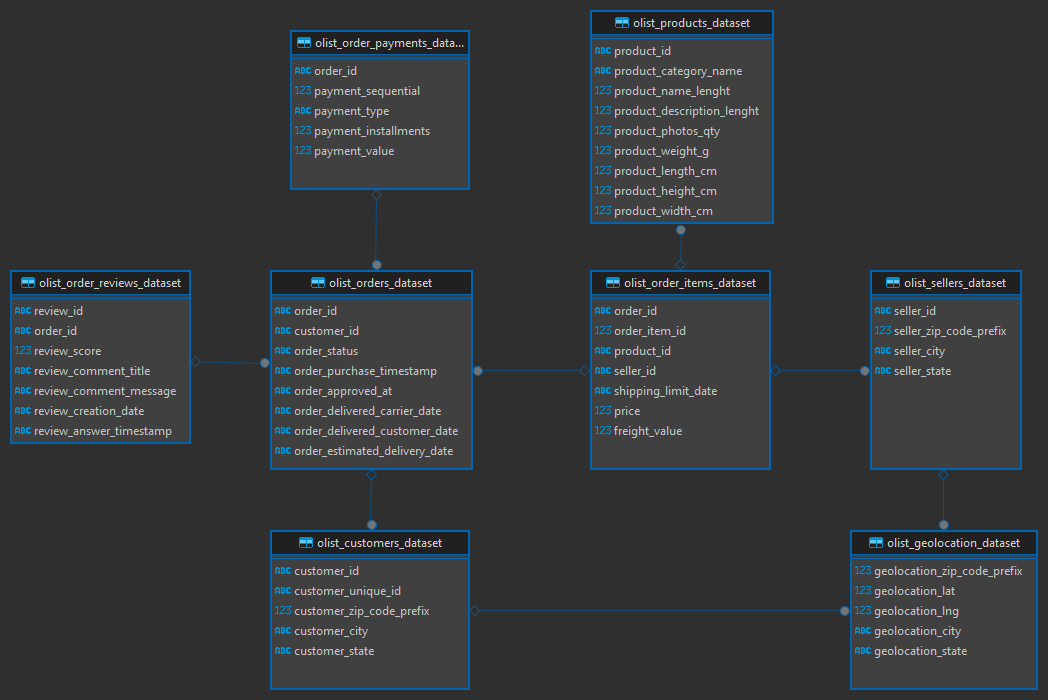 olist_order_payments_data...
ABC order_id
123 payment_sequential
ABC payment_type
123 payment_installments
123 payment_value
olist_products_dataset
ABC product_id
ABC product_category_name
123 product_name_lenght
123 product_description_lenght
123 product_photos_qty
123 product_weight_g
123 product_length_cm
123 product_height_cm
123 product_width_cm
olist_order_reviews_dataset
ABC review_id
ABC order_id
123 review_score
ABC review_comment_title
ABC review_comment_message
ABC review_creation_date
ABC review_answer_timestamp
olist_orders_dataset
ABC order_id
ABC customer_id
ABC order_status
ABC order_purchase_timestamp
ABC order_approved_at
ABC order_delivered_carrier_date
ABC order_delivered_customer_date
ABC order_estimated_delivery_date
olist_order_items_dataset
ABC order_id
123 order_item_id
ABC product_id
ABC seller_id
ABC shipping_limit_date
123 price
123 freight_value
olist_sellers_dataset
ABC seller_id
123 seller_zip_code_prefix
ABC seller_city
ABC seller_state
olist_customers_dataset
ABC customer_id
ABC customer_unique_id
123 customer_zip_code_prefix
ABC customer_city
ABC customer_state
olist_geolocation_dataset
123 geolocation_zip_code_prefix
123 geolocation_lat
123 geolocation_lng
ABC geolocation_city
ABC geolocation_state